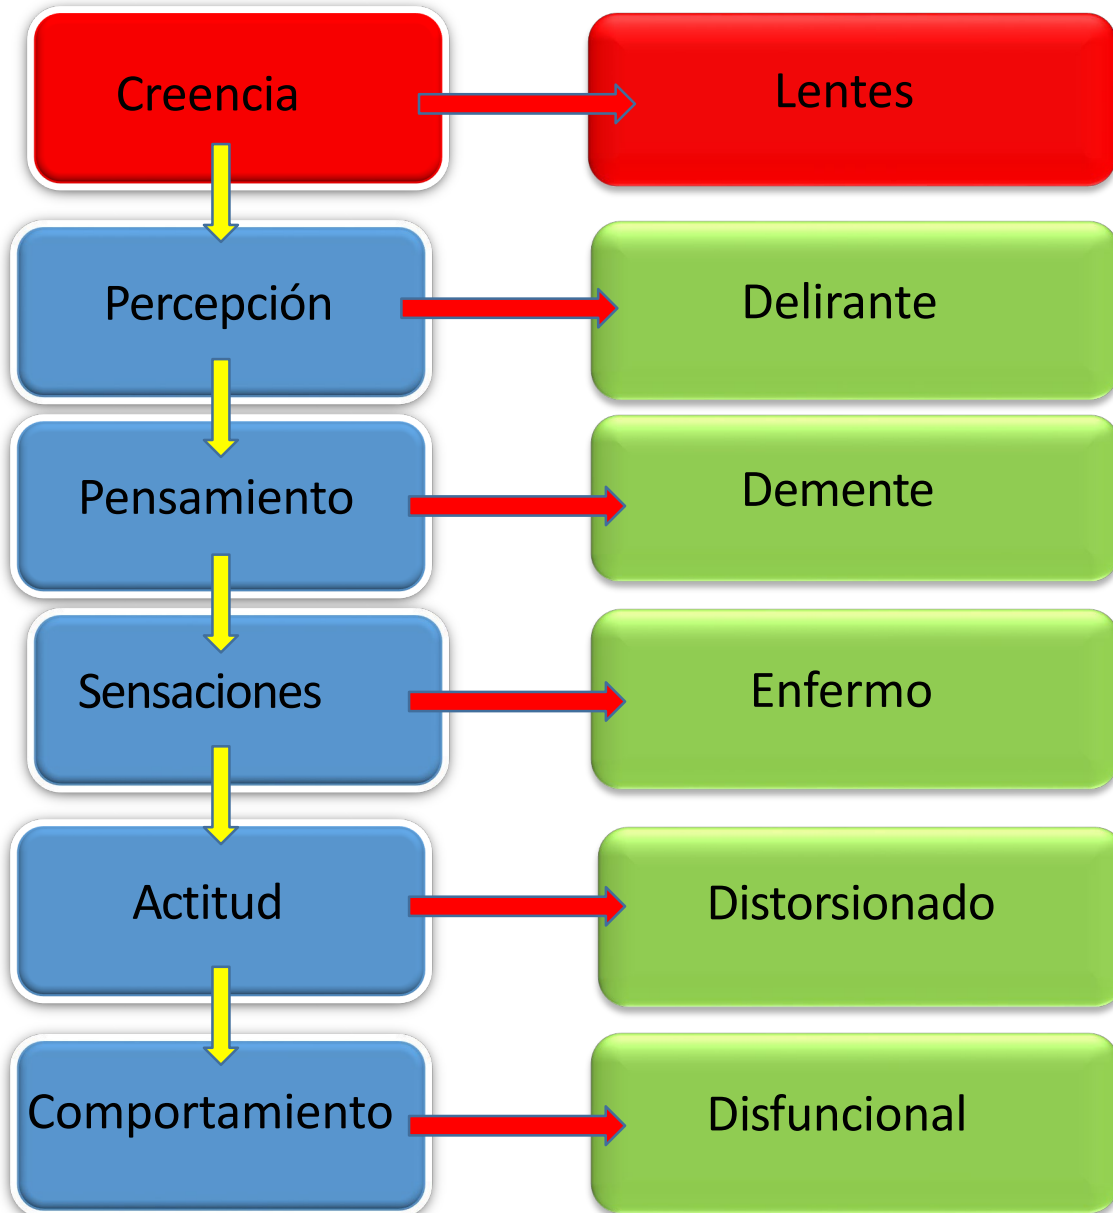 Creencia
Lentes
Percepción
Delirante
Pensamiento
Demente
Sensaciones
Enfermo
Actitud
Distorsionado
Comportamiento
Disfuncional